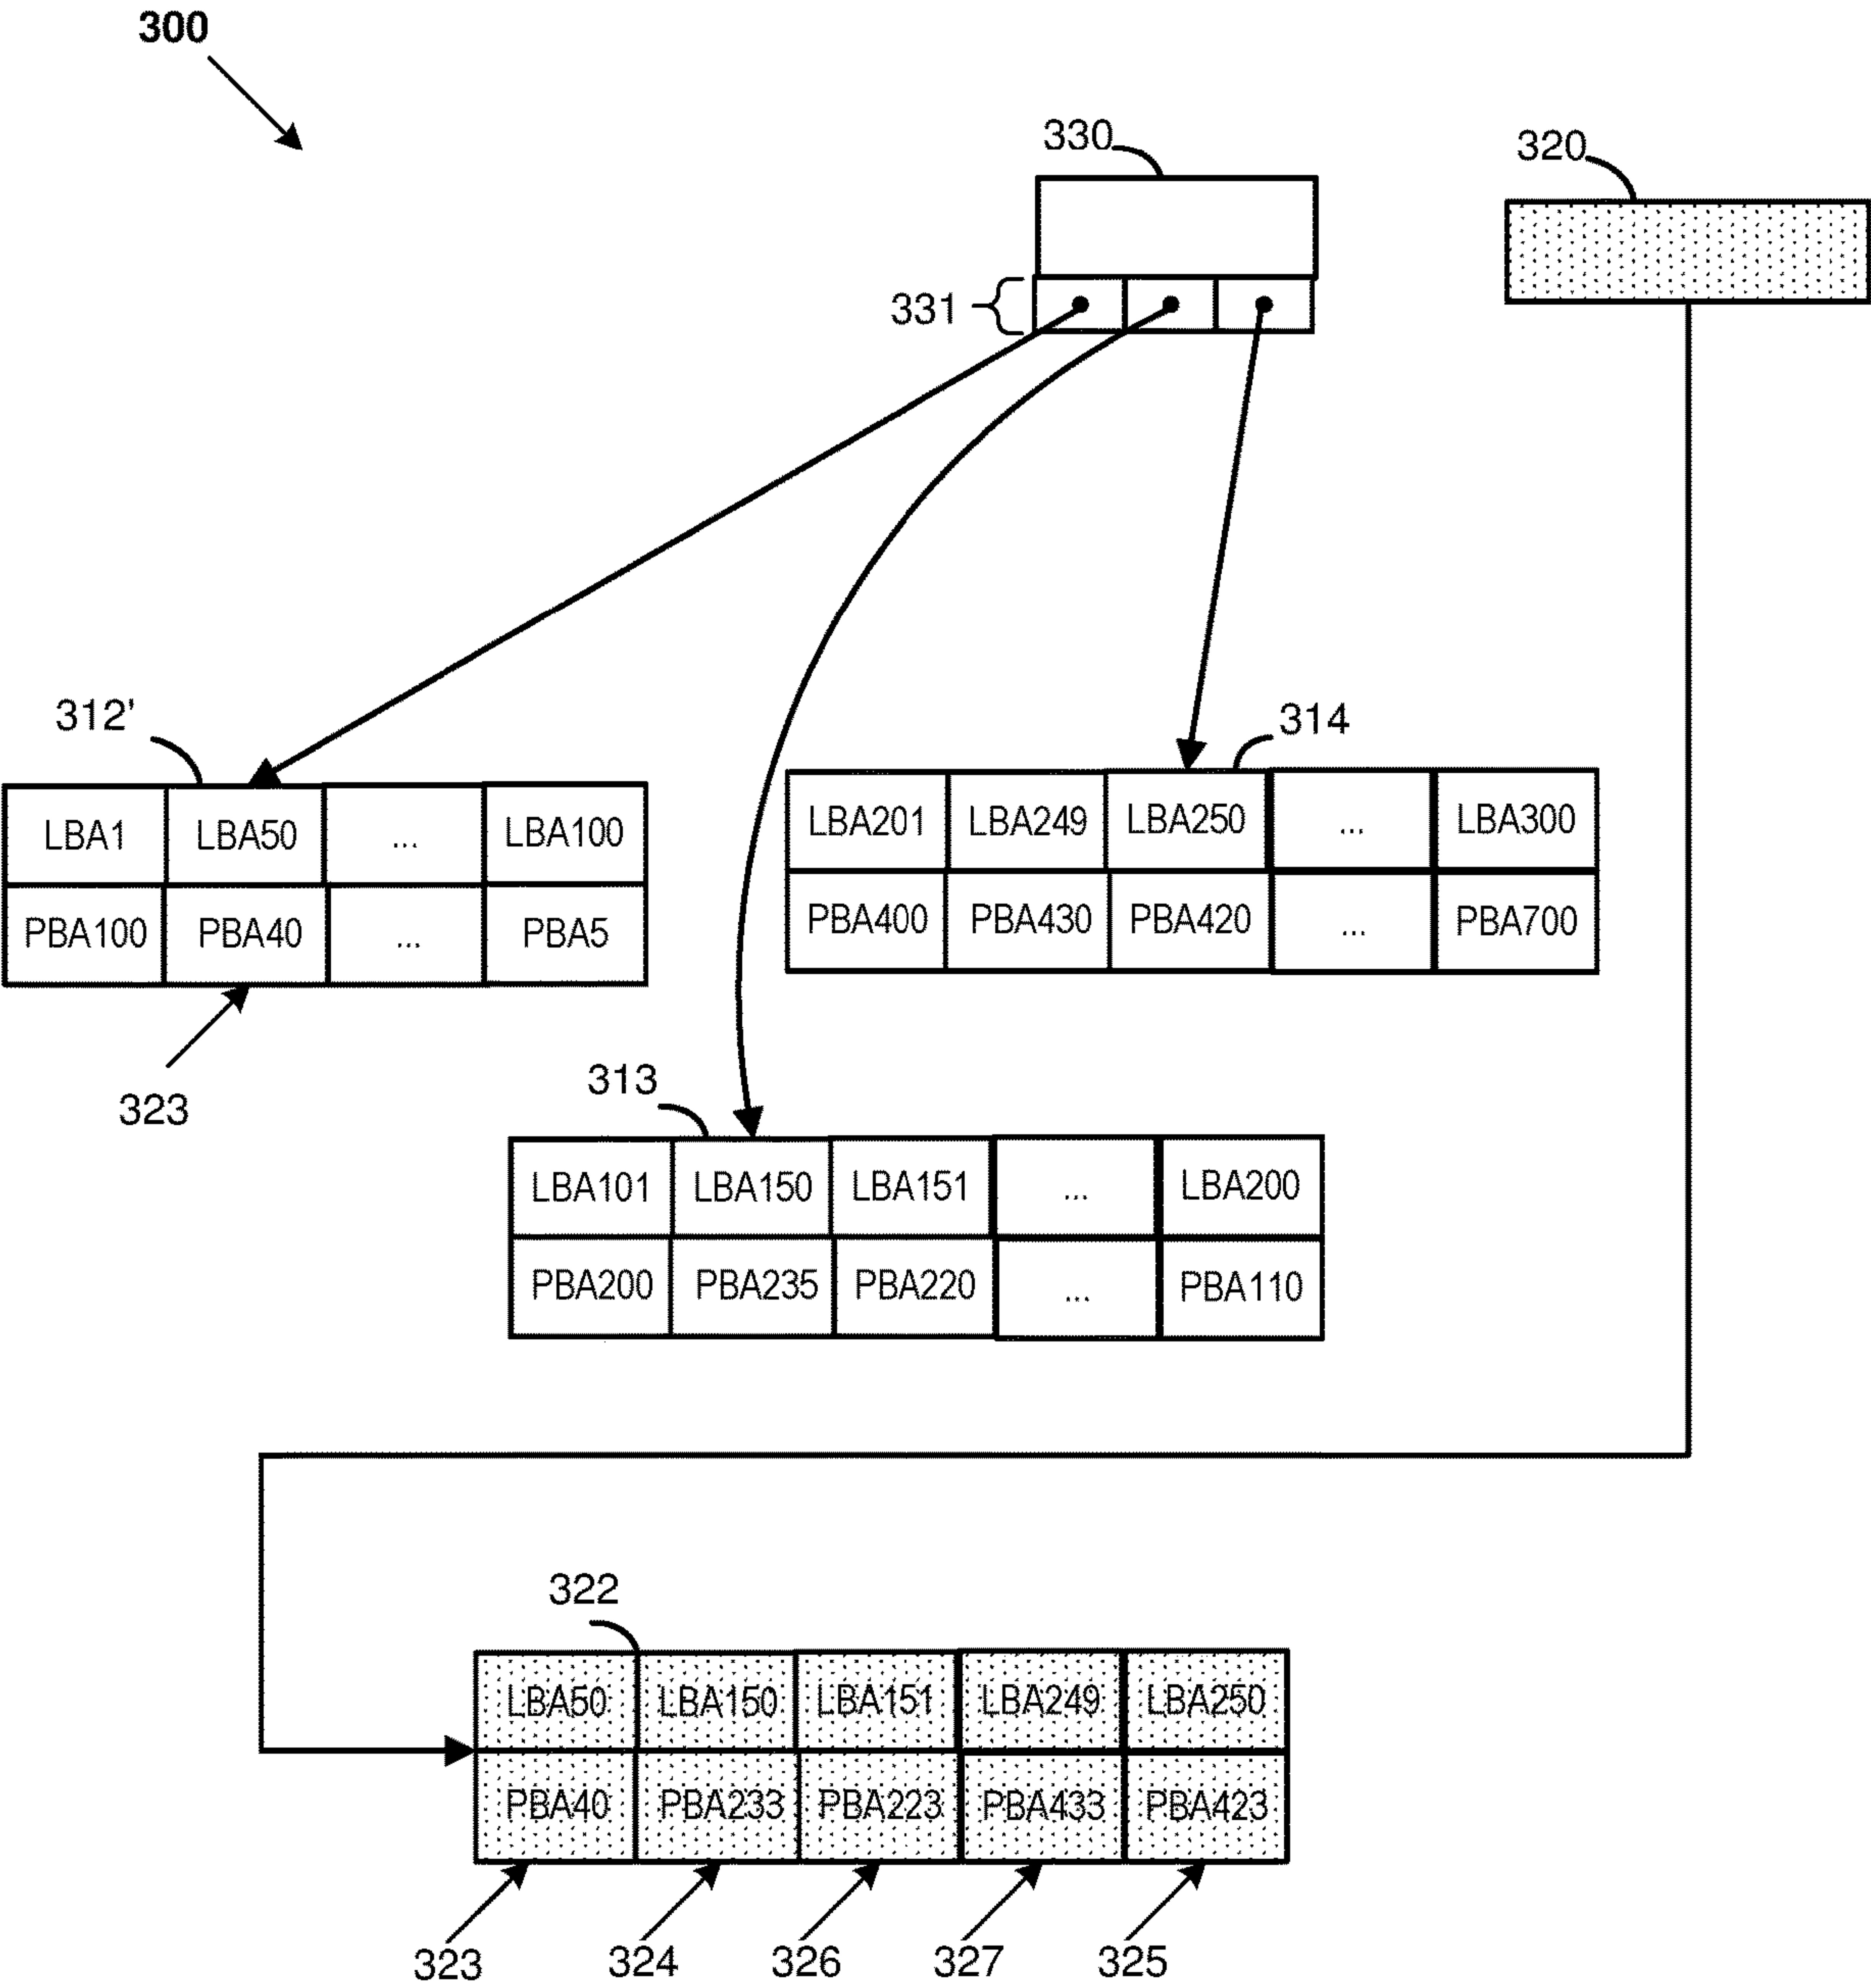 300
330
320
331
312'
314
LBA1 LBA50 ... LBA100
PBA100 PBA40 ... PBA5
LBA201 LBA249 LBA250 ... LBA300
PBA400 PBA430 PBA420 ... PBA700
323
313
LBA101 LBA150 LBA151 ... LBA200
PBA200 PBA235 PBA220 ... PBA110
322
LBA50 LBA150 LBA151 LBA249 LBA250
PBA40 PBA233 PBA223 PBA433 PBA423
323 324 326 327 325